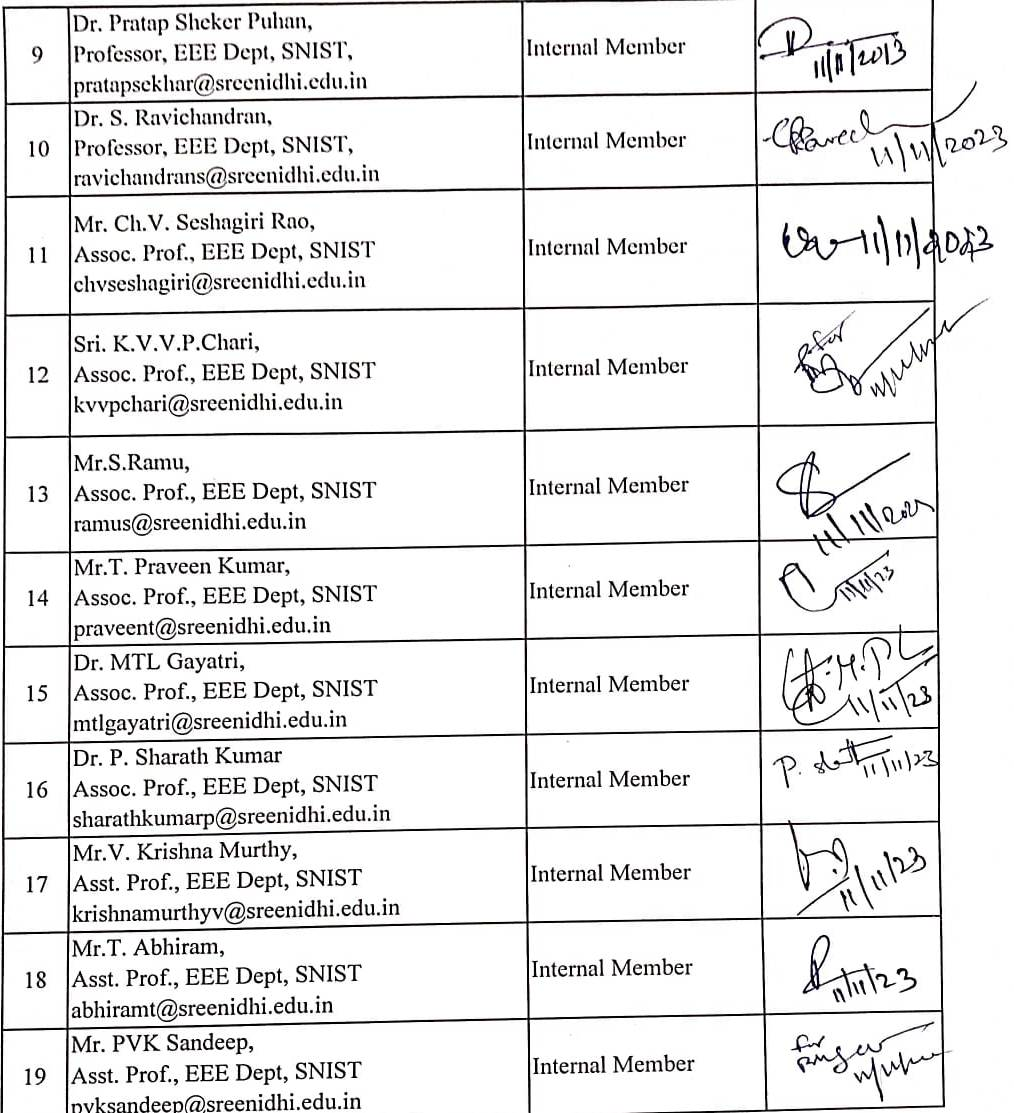 9
Dr. Pratap Sheker Puhan,
Professor, EEE Dept, SNIST,
pratapsekhar@sreenidhi.edu.in
Internal Member
11/11/2023
10
Dr. S. Ravichandran,
Professor, EEE Dept, SNIST,
ravichandrans@sreenidhi.edu.in
Internal Member
11/11/2023
11
Mr. Ch.V. Seshagiri Rao,
Assoc. Prof., EEE Dept, SNIST
chvseshagiri@sreenidhi.edu.in
Internal Member
11/11/2023
12
Sri. K.V.V.P.Chari,
Assoc. Prof., EEE Dept, SNIST
kvvpchari@sreenidhi.edu.in
Internal Member
13
Mr.S.Ramu,
Assoc. Prof., EEE Dept, SNIST
ramus@sreenidhi.edu.in
Internal Member
14
Mr.T. Praveen Kumar,
Assoc. Prof., EEE Dept, SNIST
praveent@sreenidhi.edu.in
Internal Member
11/11/23
15
Dr. MTL Gayatri,
Assoc. Prof., EEE Dept, SNIST
mtlgayatri@sreenidhi.edu.in
Internal Member
11/11/23
16
Dr. P. Sharath Kumar
Assoc. Prof., EEE Dept, SNIST
sharathkumarp@sreenidhi.edu.in
Internal Member
P. 11/11/23
17
Mr.V. Krishna Murthy,
Asst. Prof., EEE Dept, SNIST
krishnamurthyv@sreenidhi.edu.in
Internal Member
11/11/23
18
Mr.T. Abhiram,
Asst. Prof., EEE Dept, SNIST
abhiramt@sreenidhi.edu.in
Internal Member
11/11/23
19
Mr. PVK Sandeep,
Asst. Prof., EEE Dept, SNIST
pvksandeep@sreenidhi.edu.in
Internal Member
for